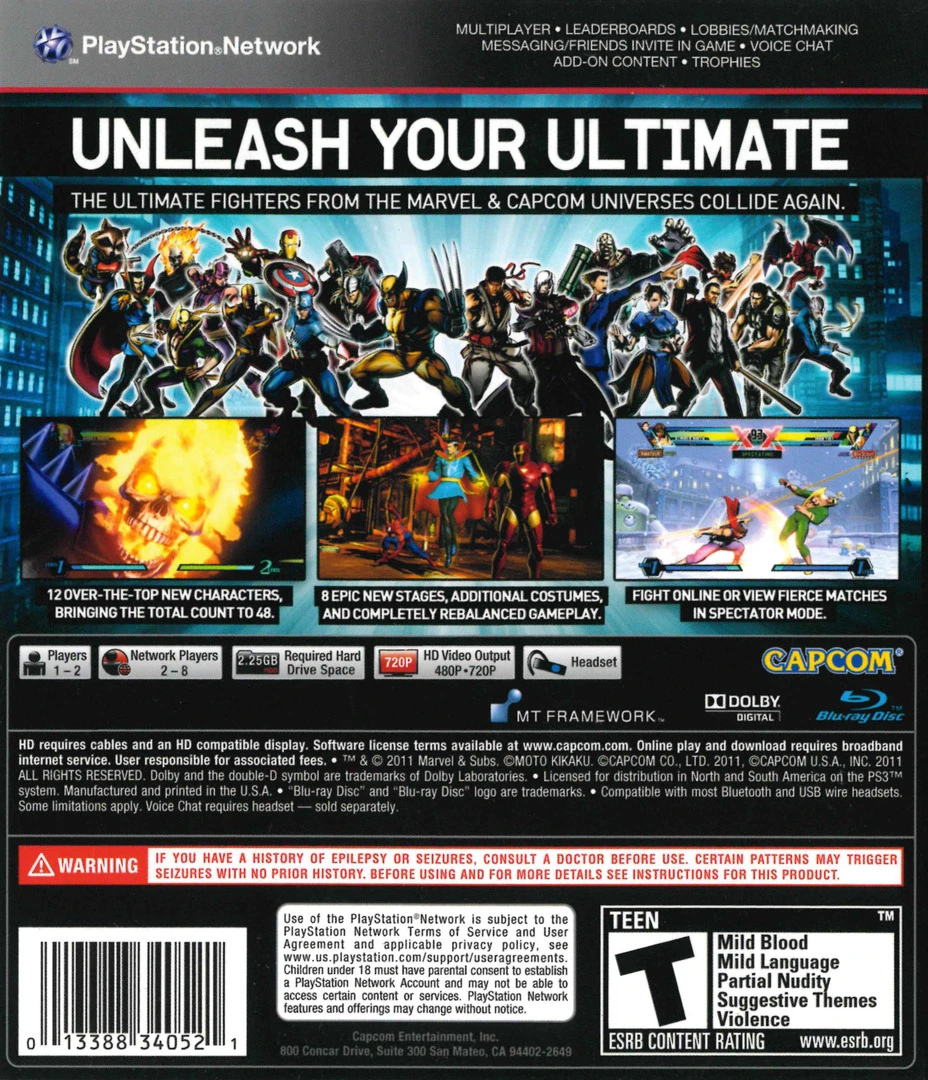 PlayStation®Network
SM
MULTIPLAYER • LEADERBOARDS • LOBBIES/MATCHMAKING
MESSAGING/FRIENDS INVITE IN GAME • VOICE CHAT
ADD-ON CONTENT • TROPHIES
UNLEASH YOUR ULTIMATE
THE ULTIMATE FIGHTERS FROM THE MARVEL & CAPCOM UNIVERSES COLLIDE AGAIN.
12 OVER-THE-TOP NEW CHARACTERS,
BRINGING THE TOTAL COUNT TO 48.
8 EPIC NEW STAGES, ADDITIONAL COSTUMES,
AND COMPLETELY REBALANCED GAMEPLAY.
FIGHT ONLINE OR VIEW FIERCE MATCHES
IN SPECTATOR MODE.
Players
1 – 2
Network Players
2 – 8
2.25GB
Required Hard
Drive Space
720P
HD Video Output
480P•720P
Headset
CAPCOM®
MT FRAMEWORK™
DOLBY
DIGITAL
Blu-ray Disc™
HD requires cables and an HD compatible display. Software license terms available at www.capcom.com. Online play and download requires broadband
internet service. User responsible for associated fees. • ™ & © 2011 Marvel & Subs. ©MOTO KIKAKU. ©CAPCOM CO., LTD. 2011, ©CAPCOM U.S.A., INC. 2011
ALL RIGHTS RESERVED. Dolby and the double-D symbol are trademarks of Dolby Laboratories. • Licensed for distribution in North and South America on the PS3™
system. Manufactured and printed in the U.S.A. • “Blu-ray Disc” and “Blu-ray Disc” logo are trademarks. • Compatible with most Bluetooth and USB wire headsets.
Some limitations apply. Voice Chat requires headset — sold separately.
WARNING
IF YOU HAVE A HISTORY OF EPILEPSY OR SEIZURES, CONSULT A DOCTOR BEFORE USE. CERTAIN PATTERNS MAY TRIGGER
SEIZURES WITH NO PRIOR HISTORY. BEFORE USING AND FOR MORE DETAILS SEE INSTRUCTIONS FOR THIS PRODUCT.
0 13388 34052 1
Use of the PlayStation®Network is subject to the
PlayStation Network Terms of Service and User
Agreement and applicable privacy policy, see
www.us.playstation.com/support/useragreements.
Children under 18 must have parental consent to establish
a PlayStation Network Account and may not be able to
access certain content or services. PlayStation Network
features and offerings may change without notice.
Capcom Entertainment, Inc.
800 Concar Drive, Suite 300 San Mateo, CA 94402-2649
TEEN
™
T
Mild Blood
Mild Language
Partial Nudity
Suggestive Themes
Violence
ESRB CONTENT RATING www.esrb.org